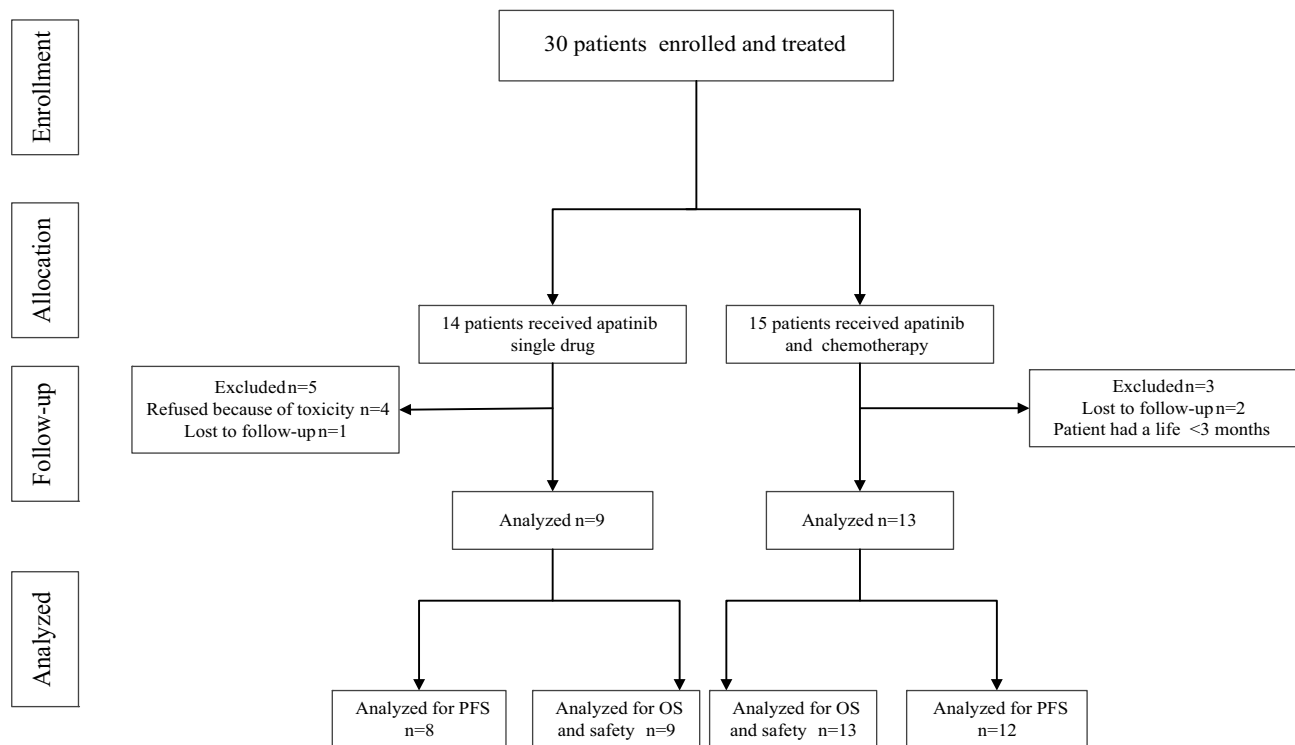 Enrollment
30 patients enrolled and treated
Allocation
14 patients received apatinib
single drug
15 patients received apatinib
and chemotherapy
Follow-up
Excluded n=5
Refused because of toxicity n=4
Lost to follow-up n=1
Excluded n=3
Lost to follow-up n=2
Patient had a life <3 months
Analyzed n=9
Analyzed n=13
Analyzed
Analyzed for PFS
n=8
Analyzed for OS
and safety n=9
Analyzed for OS
and safety n=13
Analyzed for PFS
n=12